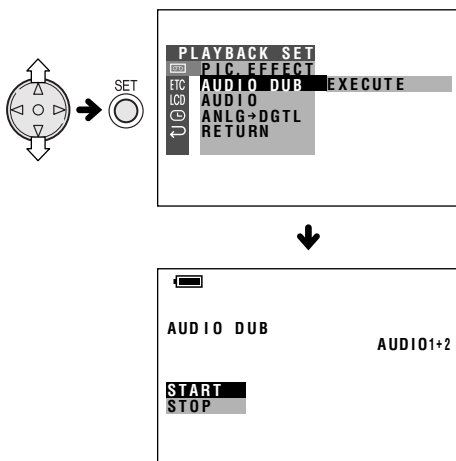 SET
PLAYBACK SET
PIC. EFFECT
ETC AUDIO DUB EXECUTE
LCD AUDIO
ANLG→DGTL
RETURN
AUDIO DUB
AUDIO1+2
START
STOP